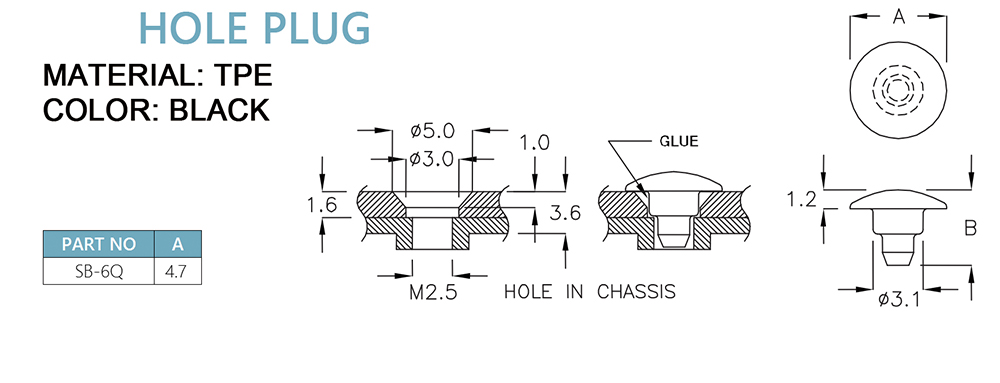 HOLE PLUG
MATERIAL: TPE
COLOR: BLACK
A
ø5.0
1.0
GLUE
ø3.0
1.6
3.6
1.2
B
PART NO A
SB-6Q 4.7
M2.5
HOLE IN CHASSIS
ø3.1